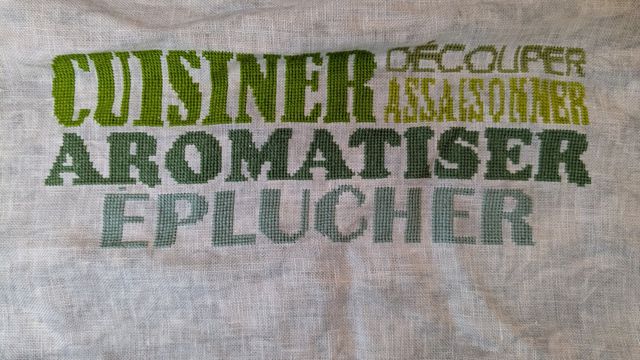 CUISINER
DÉCOUPER
ASSAISONNER
AROMATISER
ÉPLUCHER